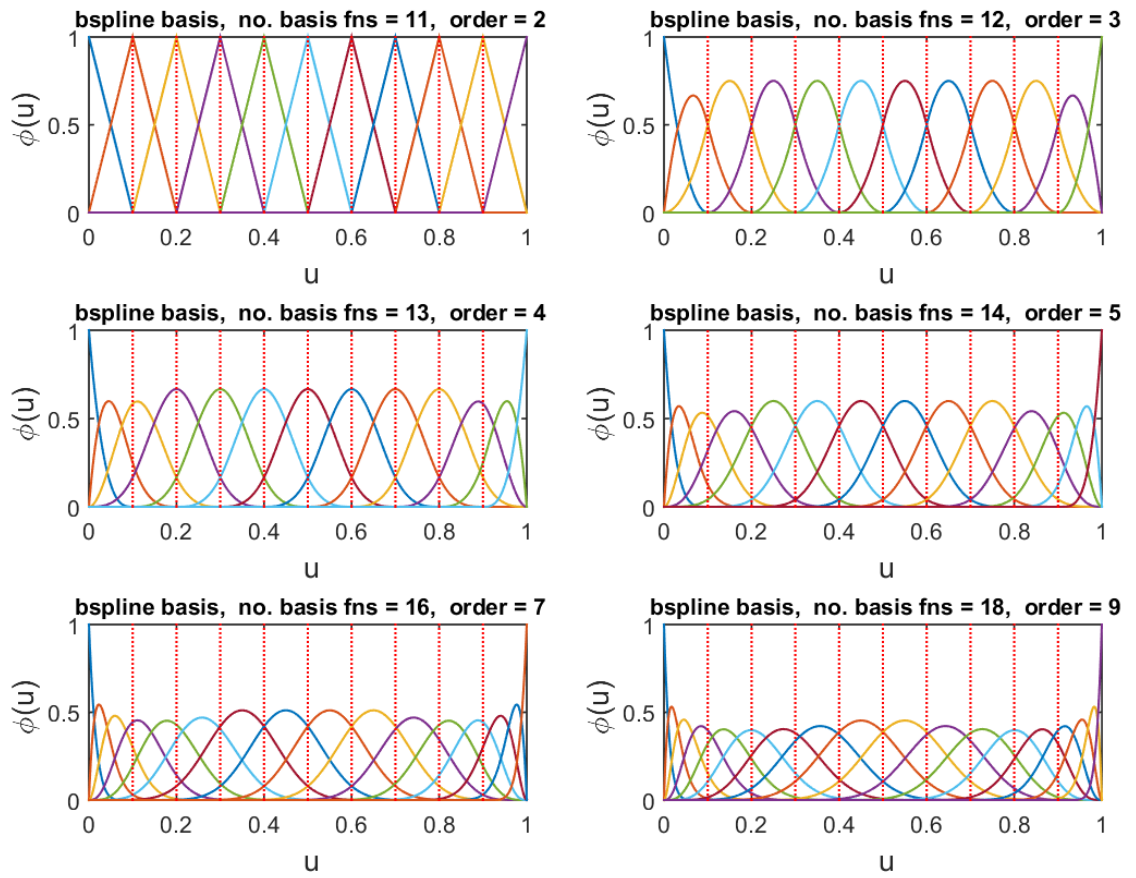 bspline basis,  no. basis fns = 11,  order = 2
1
0.5
0
ϕ(u)
0 0.2 0.4 0.6 0.8 1
u
bspline basis,  no. basis fns = 12,  order = 3
1
0.5
0
ϕ(u)
0 0.2 0.4 0.6 0.8 1
u
bspline basis,  no. basis fns = 13,  order = 4
1
0.5
0
ϕ(u)
0 0.2 0.4 0.6 0.8 1
u
bspline basis,  no. basis fns = 14,  order = 5
1
0.5
0
ϕ(u)
0 0.2 0.4 0.6 0.8 1
u
bspline basis,  no. basis fns = 16,  order = 7
1
0.5
0
ϕ(u)
0 0.2 0.4 0.6 0.8 1
u
bspline basis,  no. basis fns = 18,  order = 9
1
0.5
0
ϕ(u)
0 0.2 0.4 0.6 0.8 1
u